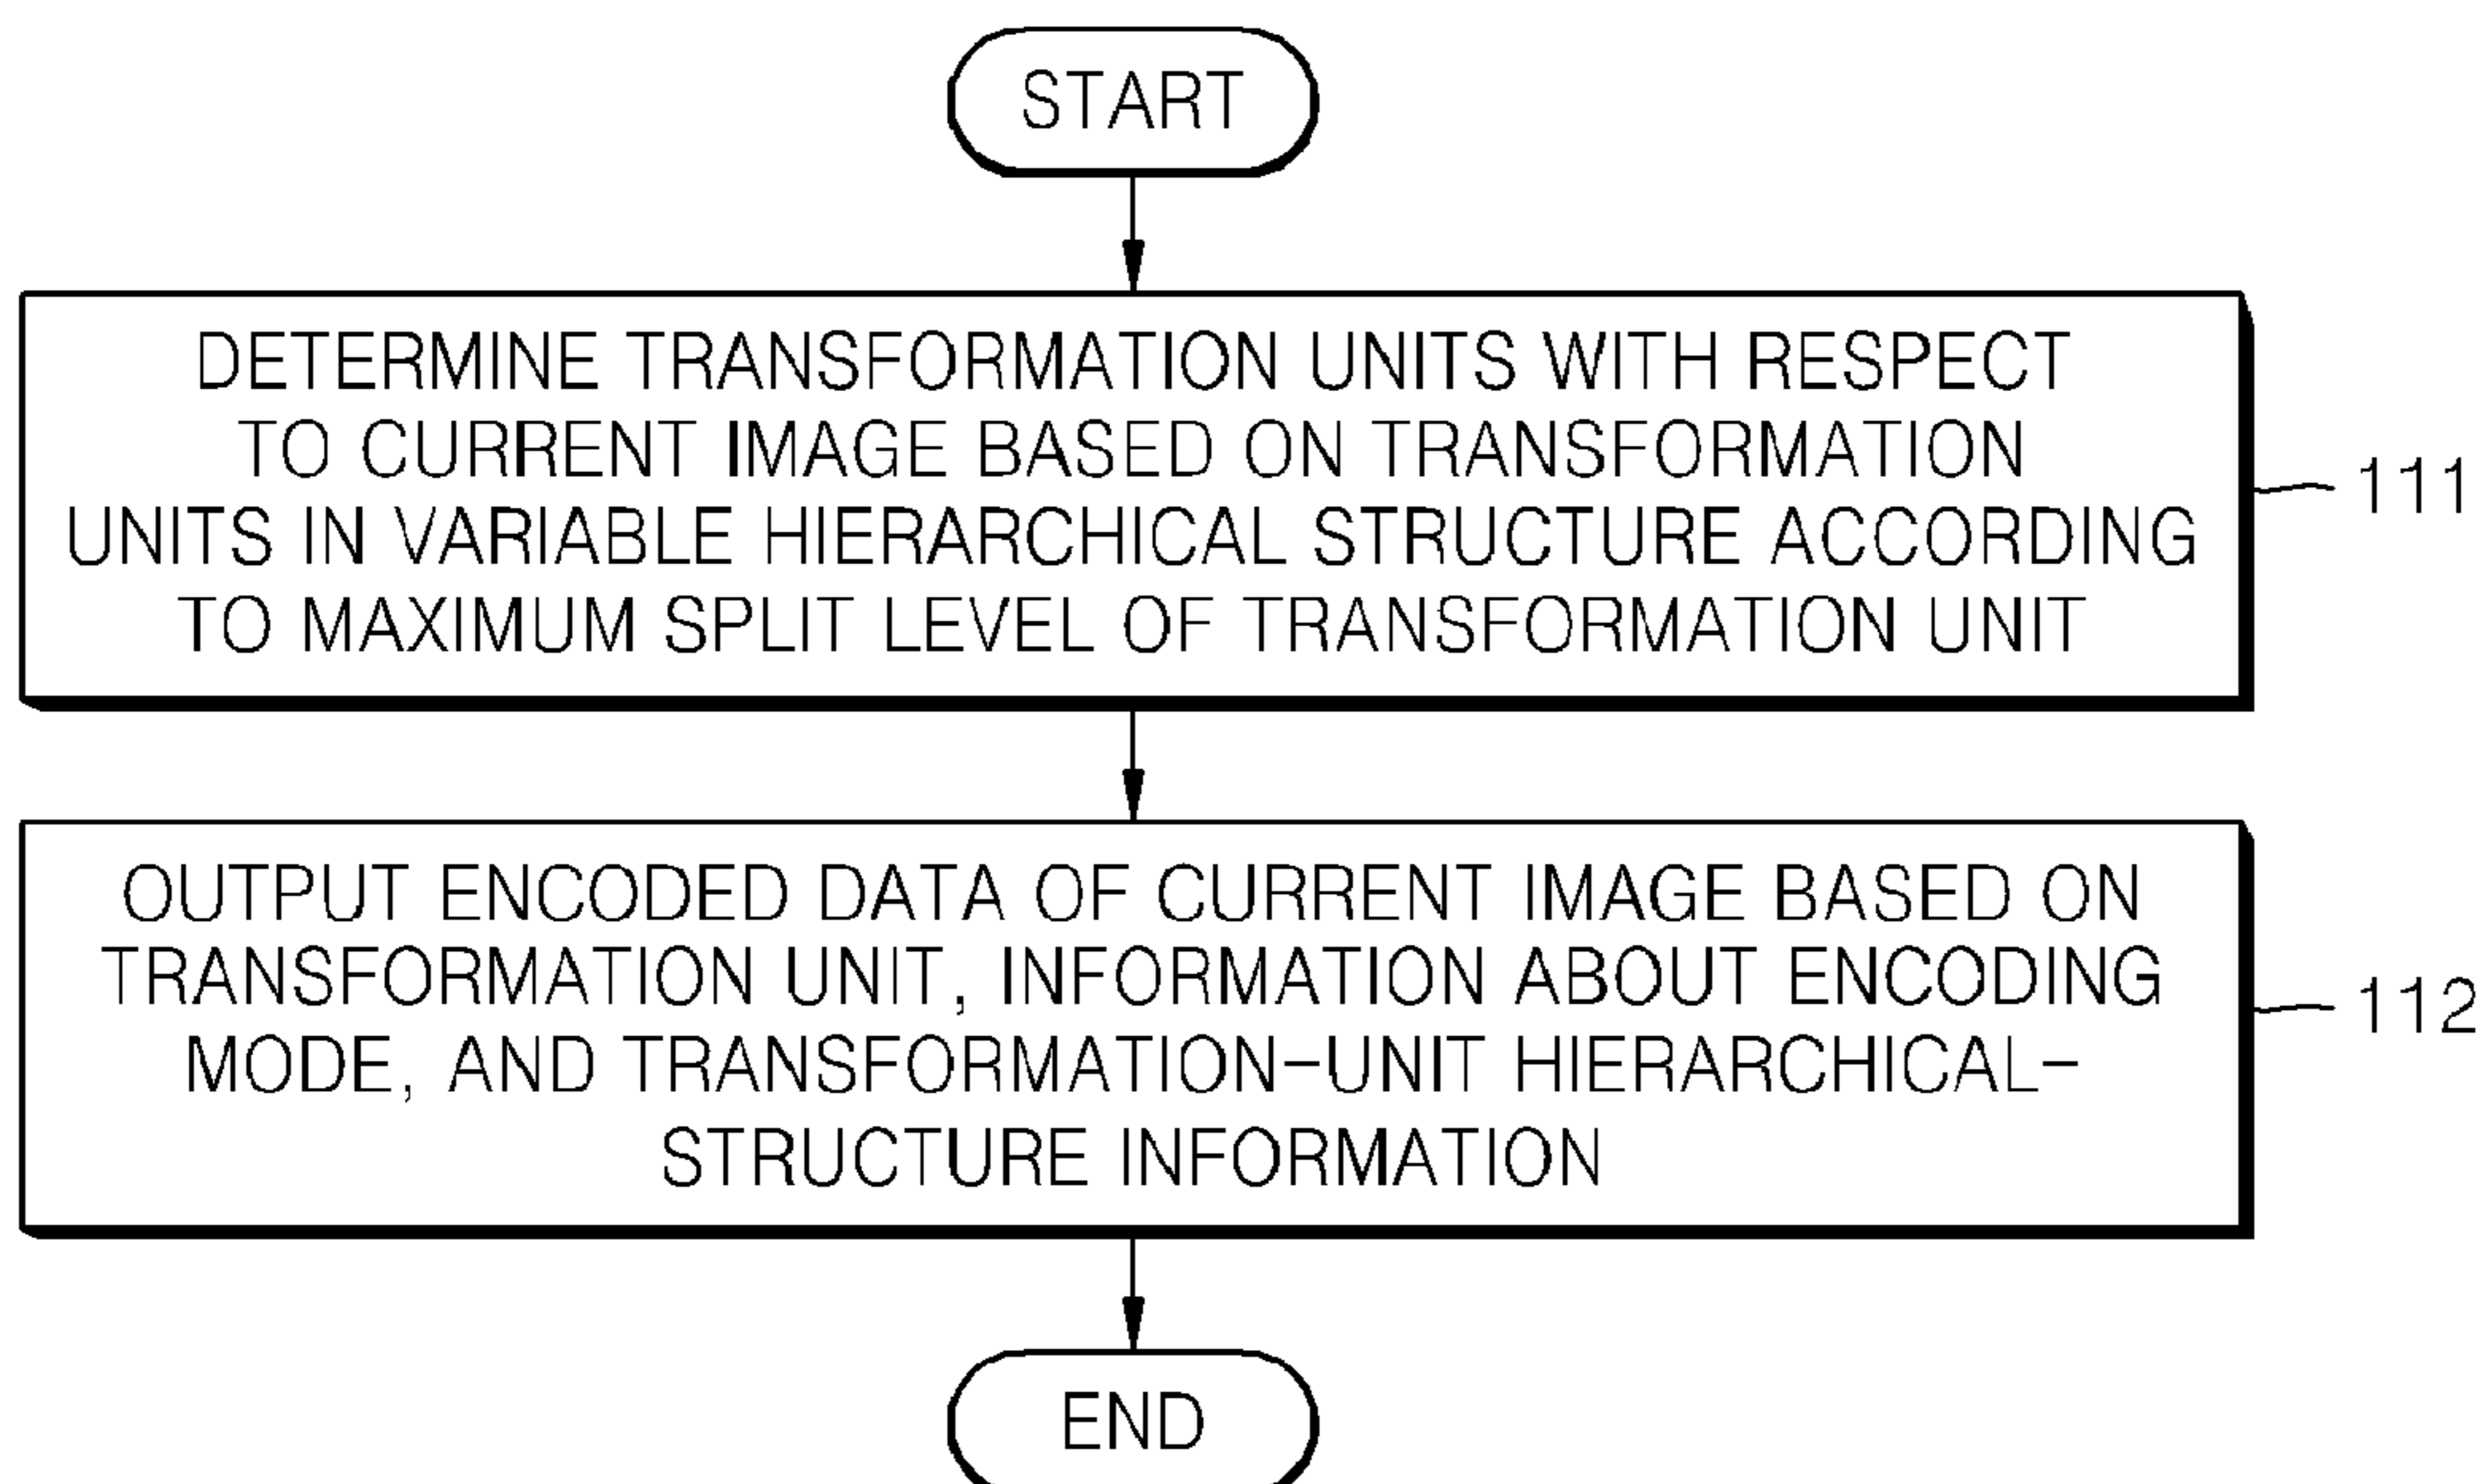 START
DETERMINE TRANSFORMATION UNITS WITH RESPECT
TO CURRENT IMAGE BASED ON TRANSFORMATION
UNITS IN VARIABLE HIERARCHICAL STRUCTURE ACCORDING
TO MAXIMUM SPLIT LEVEL OF TRANSFORMATION UNIT
111
OUTPUT ENCODED DATA OF CURRENT IMAGE BASED ON
TRANSFORMATION UNIT, INFORMATION ABOUT ENCODING
MODE, AND TRANSFORMATION-UNIT HIERARCHICAL-
STRUCTURE INFORMATION
112
END